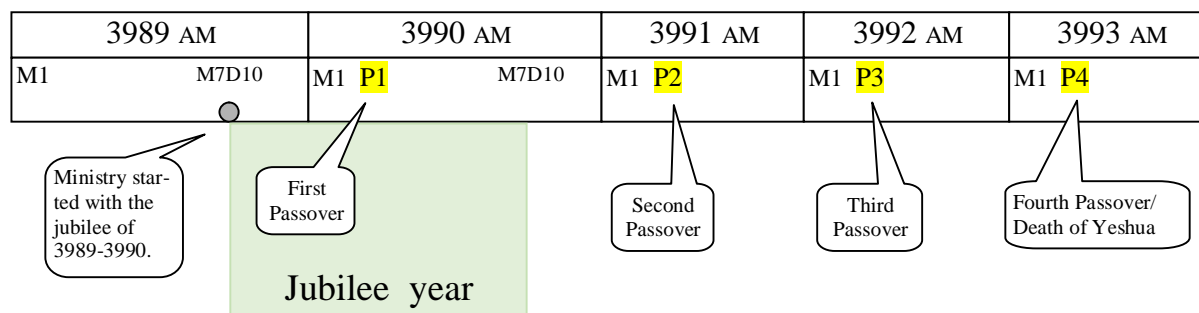 3989 AM 3990 AM 3991 AM 3992 AM 3993 AM
M1 M7D10 M1 P1 M7D10 M1 P2 M1 P3 M1 P4
Ministry star-
ted with the
jubilee of
3989-3990.
First
Passover
Second
Passover
Third
Passover
Fourth Passover/
Death of Yeshua
Jubilee year